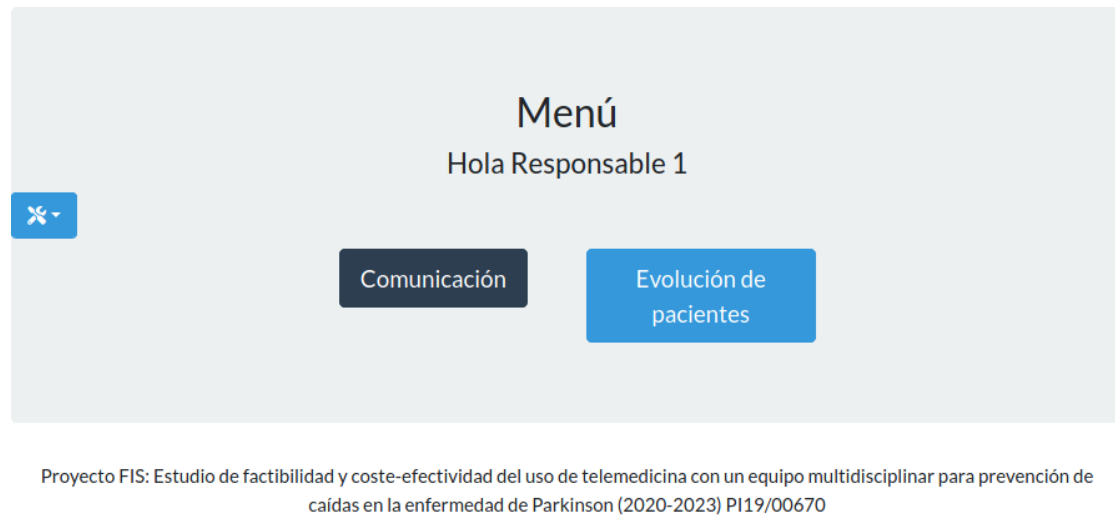 Menú
Hola Responsable 1
Comunicación
Evolución de
pacientes
Proyecto FIS: Estudio de factibilidad y coste-efectividad del uso de telemedicina con un equipo multidisciplinar para prevención de
caídas en la enfermedad de Parkinson (2020-2023) PI19/00670